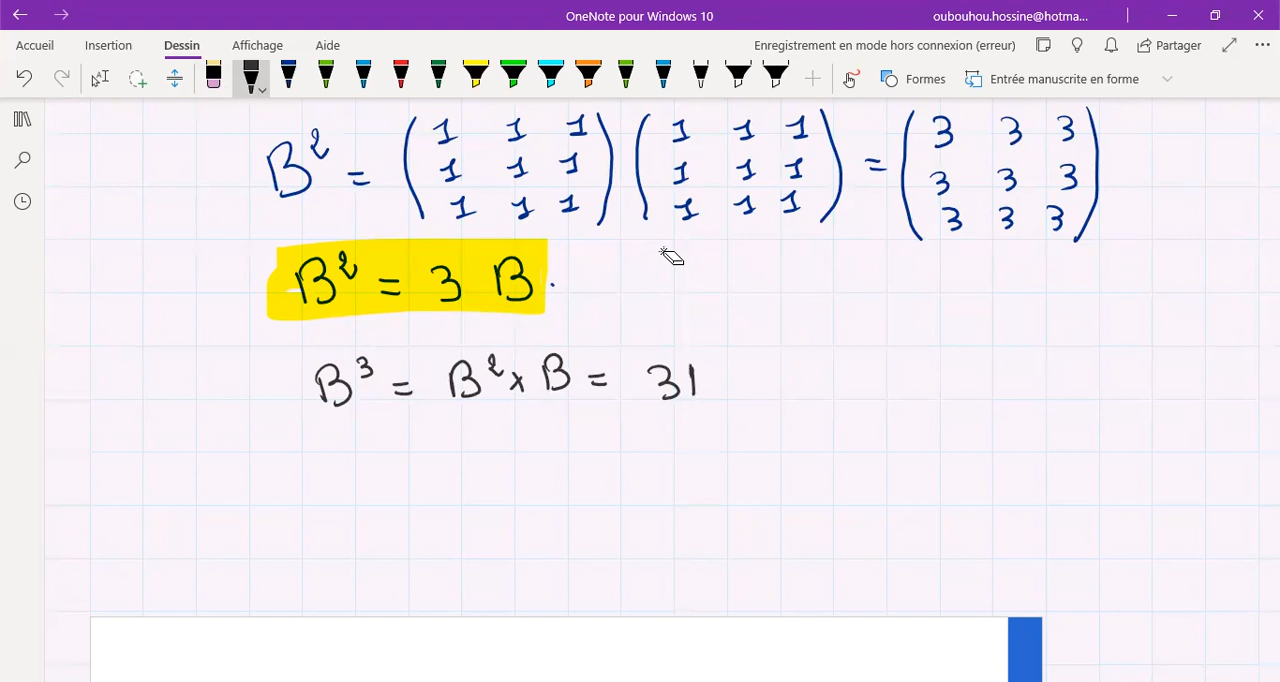 OneNote pour Windows 10
oubouhou.hossine@hotma...
Accueil Insertion Dessin Affichage Aide
Enregistrement en mode hors connexion (erreur) Partager
Formes Entrée manuscrite en forme
B² = (1 1 1) (1 1 1) = (3 3 3)
(1 1 1) (1 1 1) (3 3 3)
(1 1 1) (1 1 1) (3 3 3)
B² = 3 B.
B³ = B² × B = 31